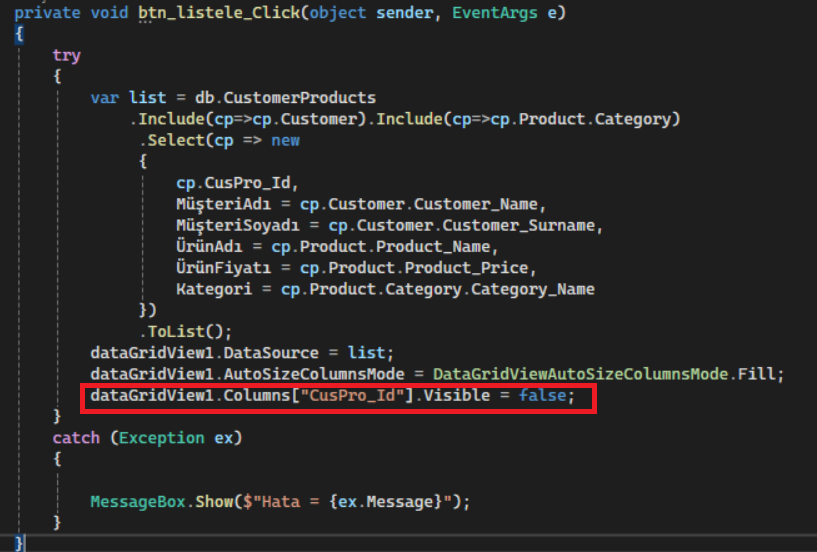 private void btn_listele_Click(object sender, EventArgs e)
{
try
{
var list = db.CustomerProducts
.Include(cp=>cp.Customer).Include(cp=>cp.Product.Category)
.Select(cp => new
{
cp.CusPro_Id,
MüşteriAdı = cp.Customer.Customer_Name,
MüşteriSoyadı = cp.Customer.Customer_Surname,
ÜrünAdı = cp.Product.Product_Name,
ÜrünFiyatı = cp.Product.Product_Price,
Kategori = cp.Product.Category.Category_Name
})
.ToList();
dataGridView1.DataSource = list;
dataGridView1.AutoSizeColumnsMode = DataGridViewAutoSizeColumnsMode.Fill;
dataGridView1.Columns["CusPro_Id"].Visible = false;
}
catch (Exception ex)
{
MessageBox.Show($"Hata = {ex.Message}");
}
}